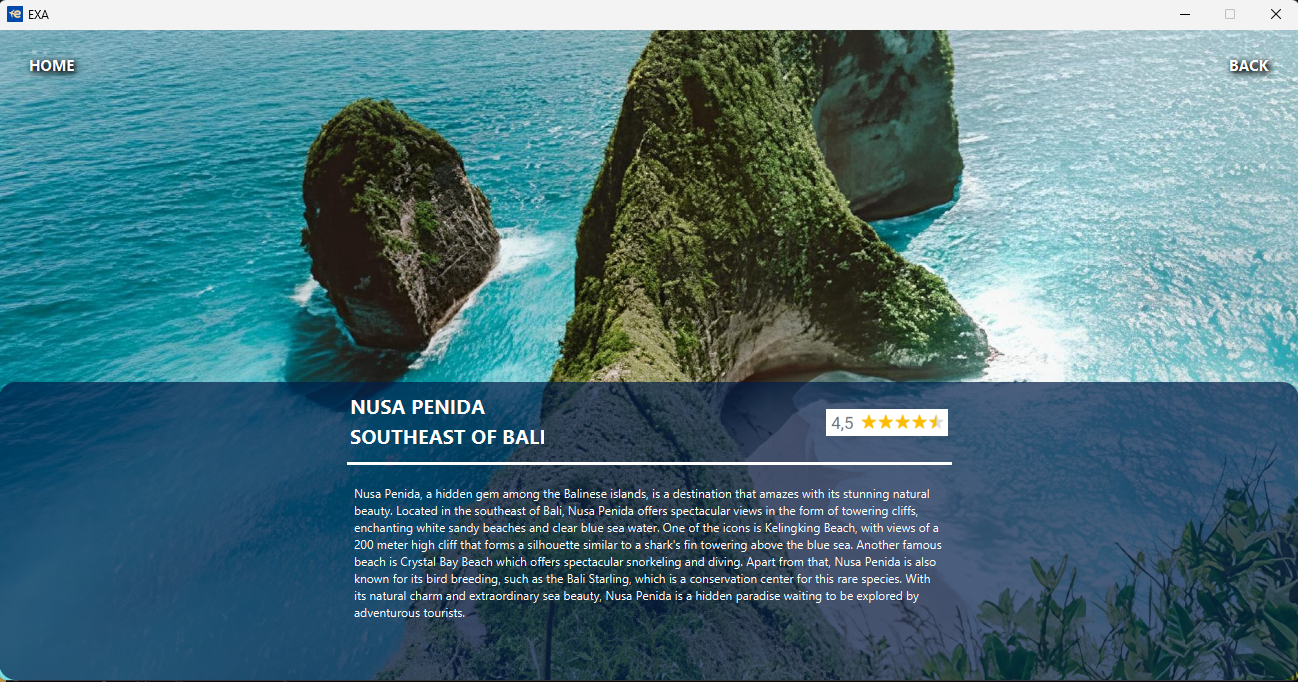 EXA
HOME
BACK
NUSA PENIDA
SOUTHEAST OF BALI
4,5
Nusa Penida, a hidden gem among the Balinese islands, is a destination that amazes with its stunning natural
beauty. Located in the southeast of Bali, Nusa Penida offers spectacular views in the form of towering cliffs,
enchanting white sandy beaches and clear blue sea water. One of the icons is Kelingking Beach, with views of a
200 meter high cliff that forms a silhouette similar to a shark's fin towering above the blue sea. Another famous
beach is Crystal Bay Beach which offers spectacular snorkeling and diving. Apart from that, Nusa Penida is also
known for its bird breeding, such as the Bali Starling, which is a conservation center for this rare species. With
its natural charm and extraordinary sea beauty, Nusa Penida is a hidden paradise waiting to be explored by
adventurous tourists.